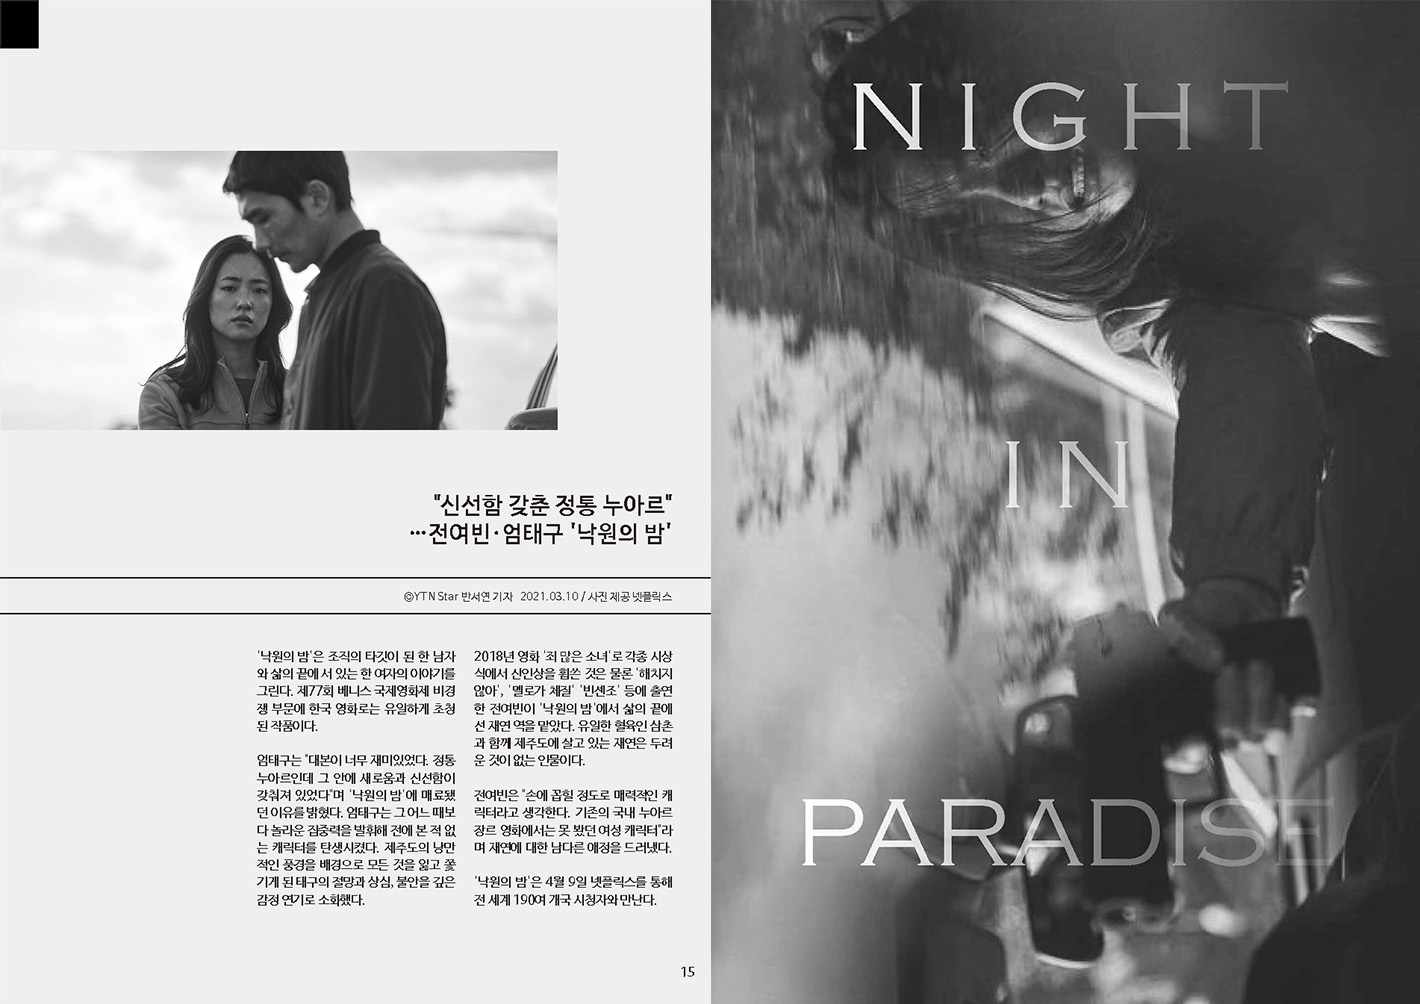 "신선함 갖춘 정통 누아르"
···전여빈·엄태구 '낙원의 밤'
©YTN Star 반서연 기자 2021.03.10 / 사진 제공 넷플릭스
'낙원의 밤'은 조직의 타깃이 된 한 남자
와 삶의 끝에 서 있는 한 여자의 이야기를
그린다. 제77회 베니스 국제영화제 비경
쟁 부문에 한국 영화로는 유일하게 초청
된 작품이다.
엄태구는 "대본이 너무 재미있었다. 정통
누아르인데 그 안에 새로움과 신선함이
갖춰져 있었다"며 '낙원의 밤'에 매료됐
던 이유를 밝혔다. 엄태구는 그 어느 때보
다 놀라운 집중력을 발휘해 전에 본 적 없
는 캐릭터를 탄생시켰다. 제주도의 낭만
적인 풍경을 배경으로 모든 것을 잃고 쫓
기게 된 태구의 절망과 상심, 불안을 깊은
감정 연기로 소화했다.
2018년 영화 '죄 많은 소녀'로 각종 시상
식에서 신인상을 휩쓴 것은 물론 '해치지
않아', '멜로가 체질' '빈센조' 등에 출연
한 전여빈이 '낙원의 밤'에서 삶의 끝에
선 재연 역을 맡았다. 유일한 혈육인 삼촌
과 함께 제주도에 살고 있는 재연은 두려
운 것이 없는 인물이다.
전여빈은 "손에 꼽힐 정도로 매력적인 캐
릭터라고 생각한다. 기존의 국내 누아르
장르 영화에서는 못 봤던 여성 캐릭터"라
며 재연에 대한 남다른 애정을 드러냈다.
'낙원의 밤'은 4월 9일 넷플릭스를 통해
전 세계 190여 개국 시청자와 만난다.
15
NIGHT
IN
PARADISE